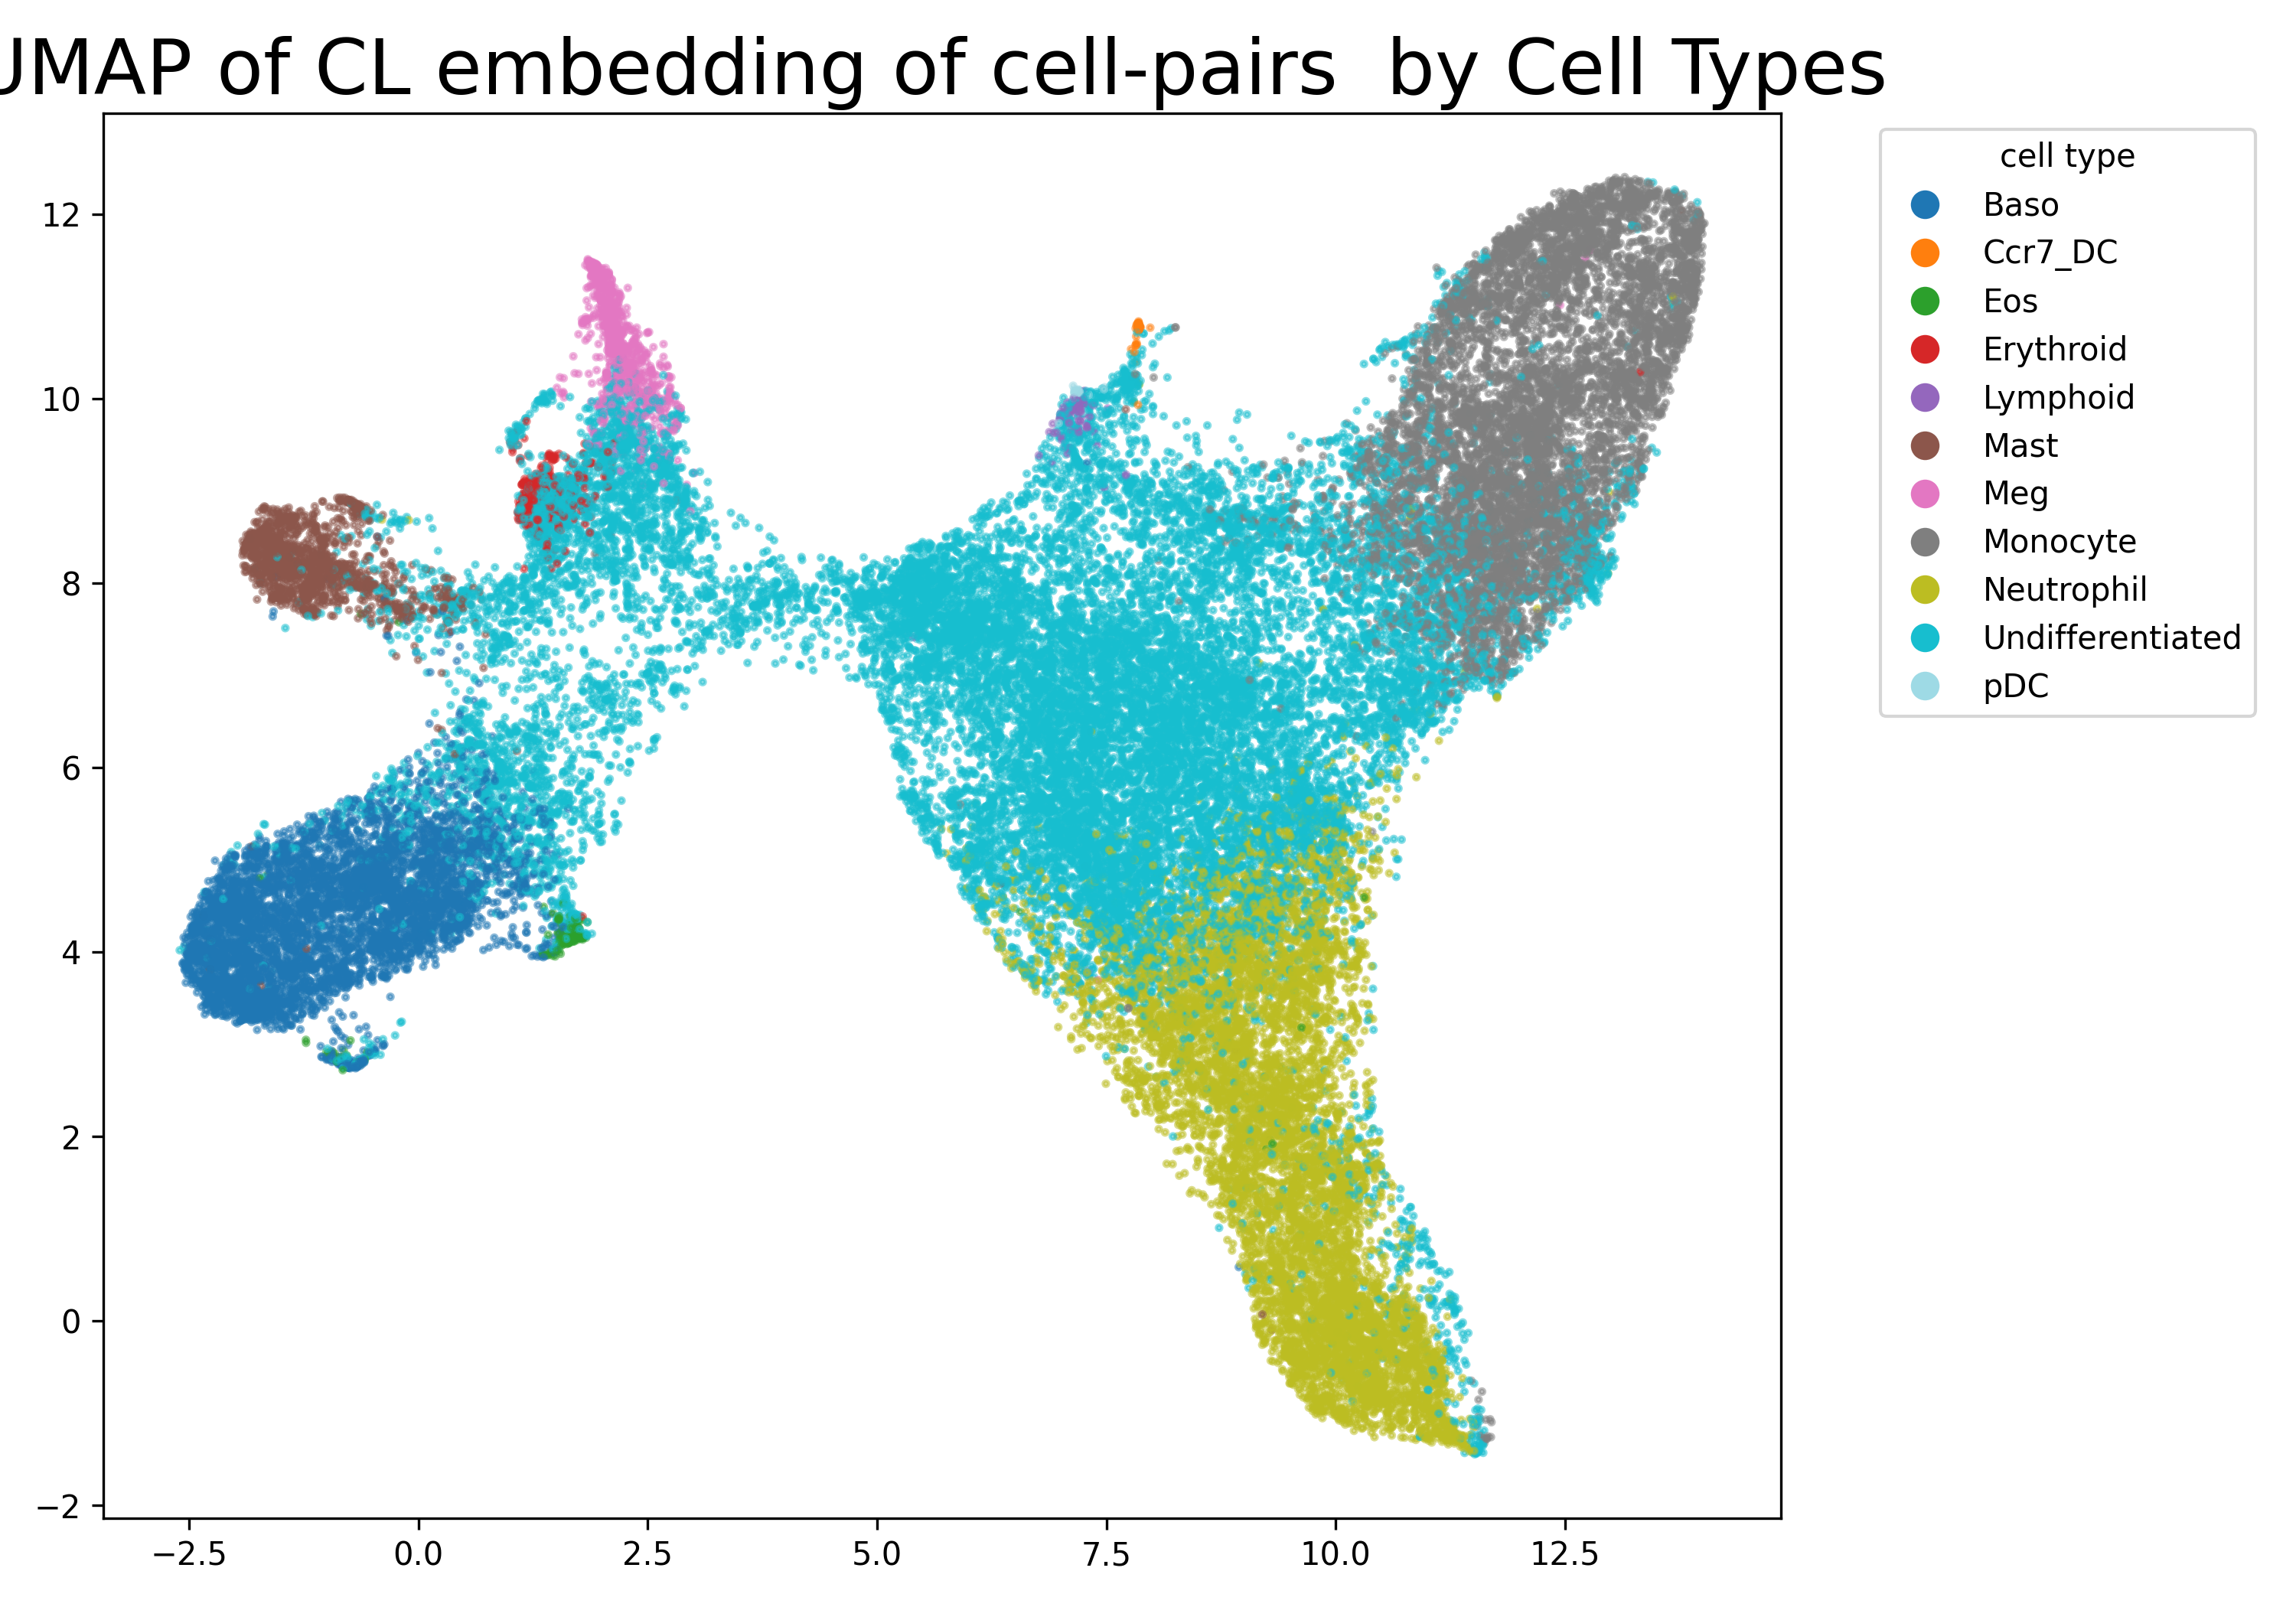 UMAP of CL embedding of cell-pairs  by Cell Types
cell type
Baso
Ccr7_DC
Eos
Erythroid
Lymphoid
Mast
Meg
Monocyte
Neutrophil
Undifferentiated
pDC
12
10
8
6
4
2
0
−2
−2.5 0.0 2.5 5.0 7.5 10.0 12.5